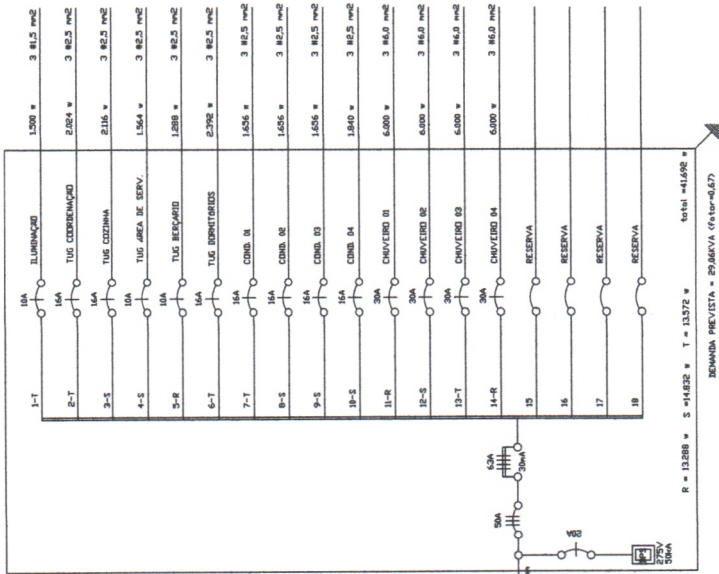 1-T 10A ILUMINAÇÃO 1.500 w 3 #1,5 mm2
2-T 16A TUG COORDENAÇÃO 2.024 w 3 #2,5 mm2
3-S 16A TUG COZINHA 2.116 w 3 #2,5 mm2
4-S 10A TUG AREA DE SERV. 1.564 w 3 #2,5 mm2
5-R 10A TUG BERÇARIO 1.288 w 3 #2,5 mm2
6-T 16A TUG DORMITORIOS 2.392 w 3 #2,5 mm2
7-T 16A COND. 01 1.656 w 3 #2,5 mm2
8-S 16A COND. 02 1.656 w 3 #2,5 mm2
9-S 16A COND. 03 1.656 w 3 #2,5 mm2
10-S 16A COND. 04 1.840 w 3 #2,5 mm2
11-R 30A CHUVEIRO 01 6.000 w 3 #6,0 mm2
12-S 30A CHUVEIRO 02 6.000 w 3 #6,0 mm2
13-T 30A CHUVEIRO 03 6.000 w 3 #6,0 mm2
14-R 30A CHUVEIRO 04 6.000 w 3 #6,0 mm2
15 RESERVA
16 RESERVA
17 RESERVA
18 RESERVA
63A
30mA
50A
20A
DPS
275V
50kA
R = 13.288 w S =14.832 w T = 13.572 w total =41.692 w
DEMANDA PREVISTA = 29,06KVA (Fator=0,67)